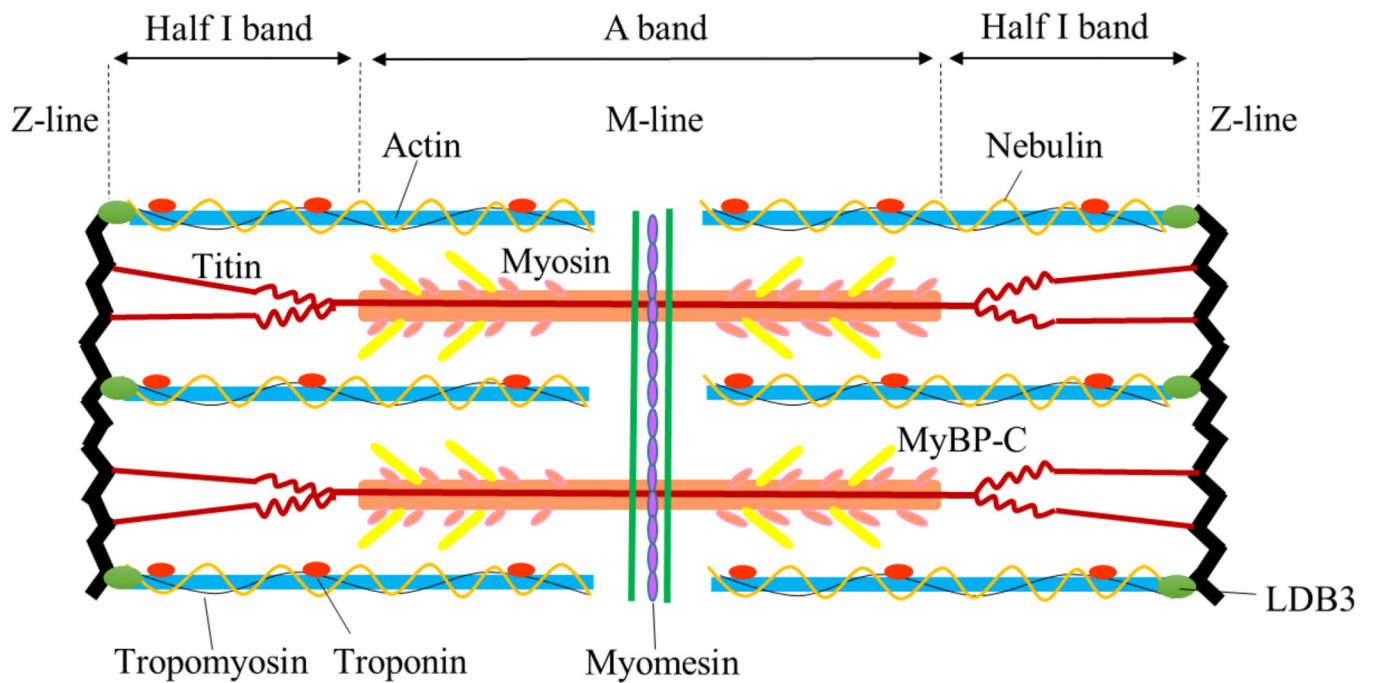 Half I band
A band
Half I band
Z-line
M-line
Z-line
Actin
Nebulin
Titin
Myosin
MyBP-C
LDB3
Tropomyosin
Troponin
Myomesin